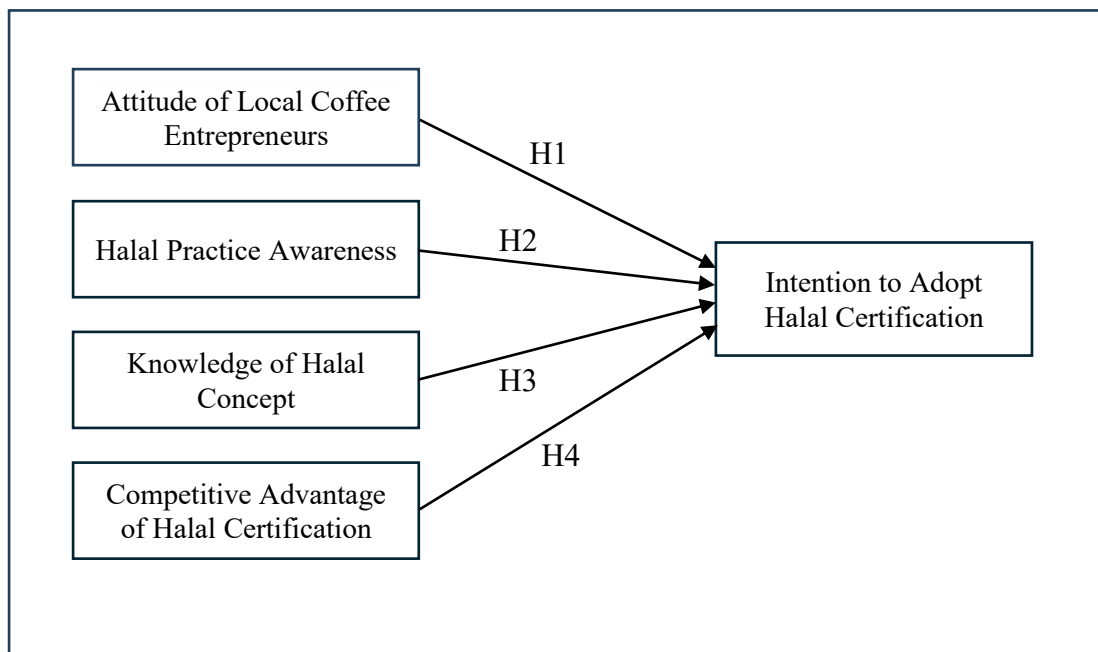 Attitude of Local Coffee
Entrepreneurs
H1
Halal Practice Awareness
H2
Intention to Adopt
Halal Certification
Knowledge of Halal
Concept
H3
H4
Competitive Advantage
of Halal Certification